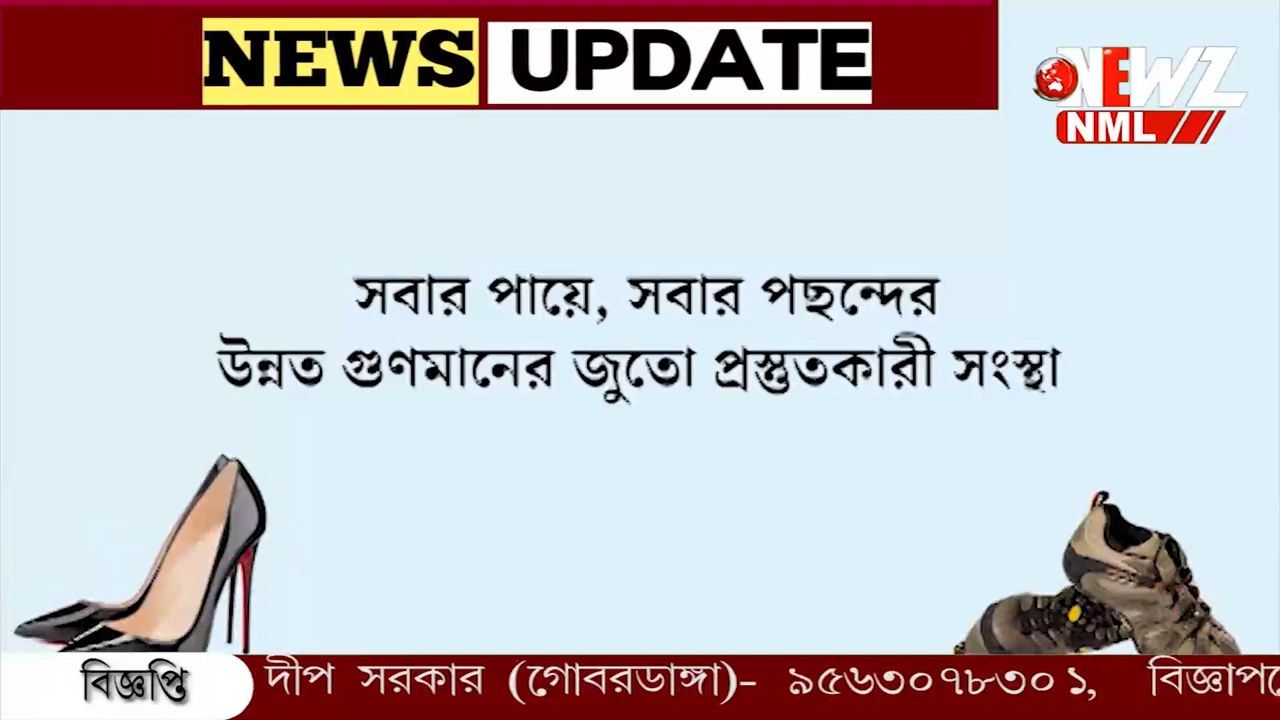 NEWS UPDATE
NEWZ
NML
সবার পায়ে, সবার পছন্দের
উন্নত গুণমানের জুতো প্রস্তুতকারী সংস্থা
বিজ্ঞপ্তি
দীপ সরকার (গোবরডাঙ্গা)- ৯৫৬৩০৭৮৩০১,